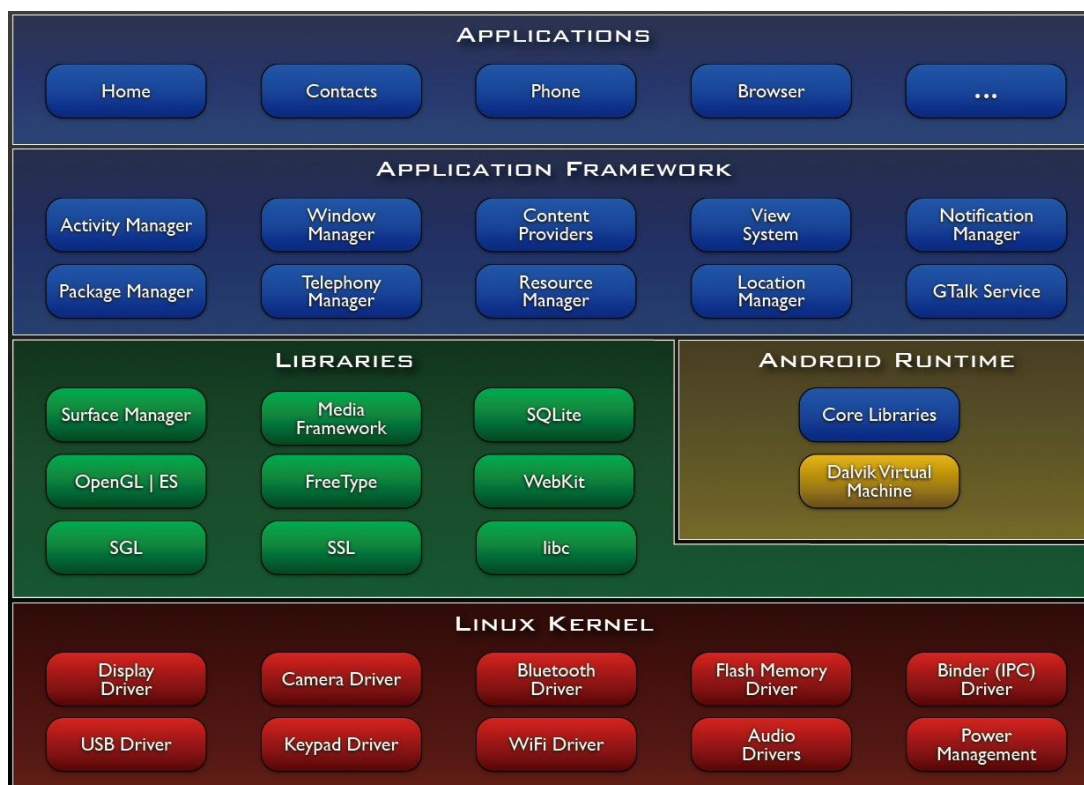 APPLICATIONS
Home
Contacts
Phone
Browser
...
APPLICATION FRAMEWORK
Activity Manager
Window
Manager
Content
Providers
View
System
Notification
Manager
Package Manager
Telephony
Manager
Resource
Manager
Location
Manager
GTalk Service
LIBRARIES
Surface Manager
Media
Framework
SQLite
OpenGL | ES
FreeType
WebKit
SGL
SSL
libc
ANDROID RUNTIME
Core Libraries
Dalvik Virtual
Machine
LINUX KERNEL
Display
Driver
Camera Driver
Bluetooth
Driver
Flash Memory
Driver
Binder (IPC)
Driver
USB Driver
Keypad Driver
WiFi Driver
Audio
Drivers
Power
Management